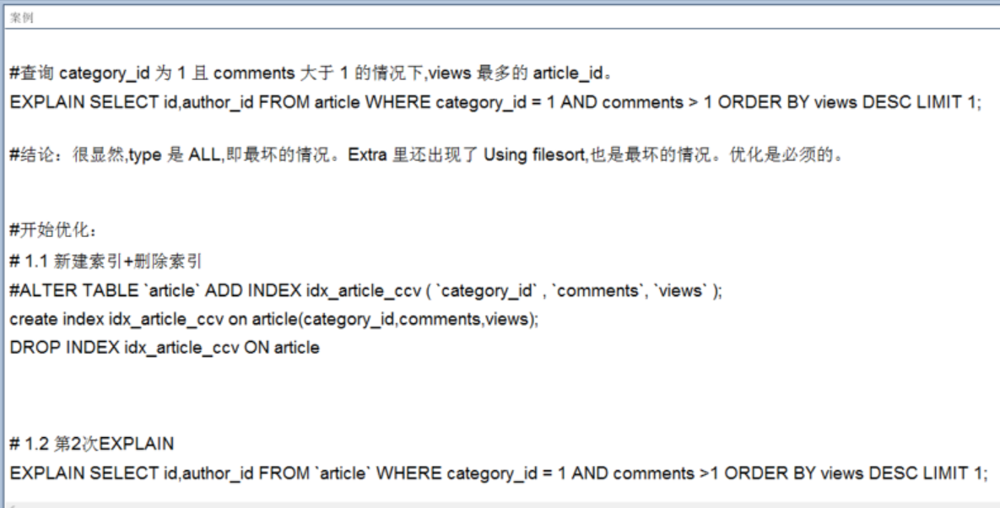 案例
#查询 category_id 为 1 且 comments 大于 1 的情况下,views 最多的 article_id。
EXPLAIN SELECT id,author_id FROM article WHERE category_id = 1 AND comments > 1 ORDER BY views DESC LIMIT 1;
#结论：很显然,type 是 ALL,即最坏的情况。Extra 里还出现了 Using filesort,也是最坏的情况。优化是必须的。
#开始优化：
# 1.1 新建索引+删除索引
#ALTER TABLE `article` ADD INDEX idx_article_ccv ( `category_id` , `comments`, `views` );
create index idx_article_ccv on article(category_id,comments,views);
DROP INDEX idx_article_ccv ON article
# 1.2 第2次EXPLAIN
EXPLAIN SELECT id,author_id FROM `article` WHERE category_id = 1 AND comments >1 ORDER BY views DESC LIMIT 1;